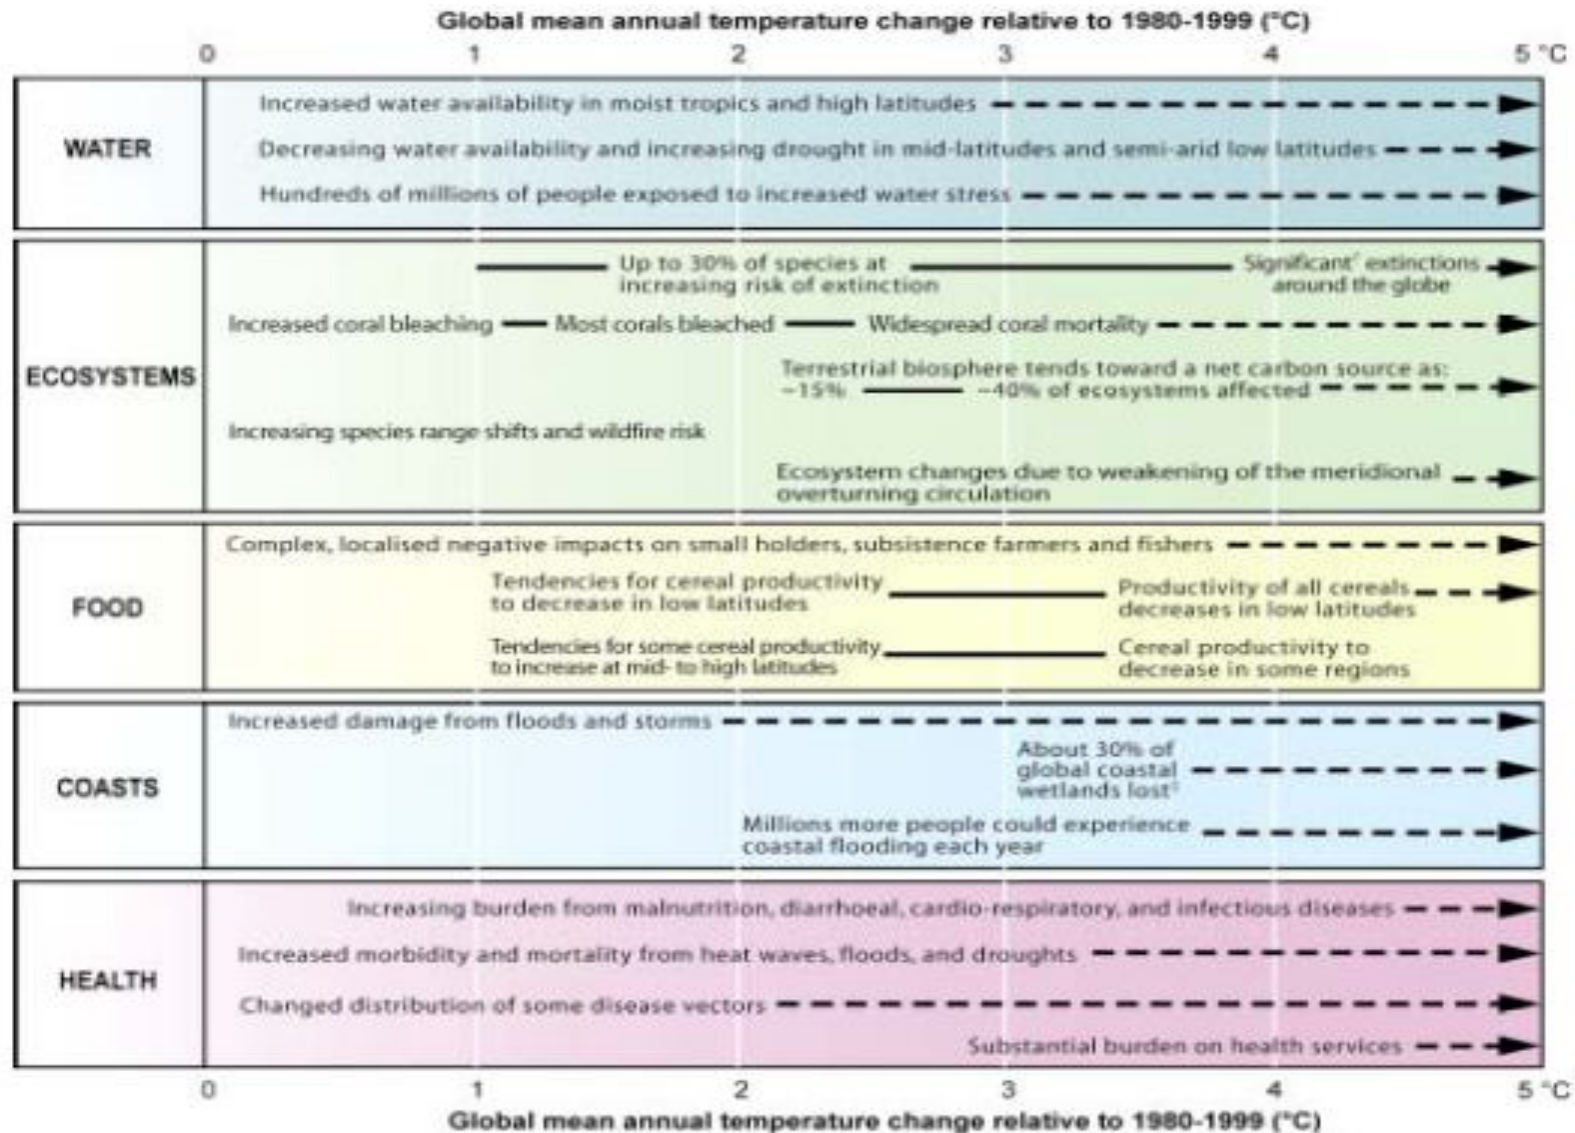 Global mean annual temperature change relative to 1980-1999 (°C)
0 1 2 3 4 5 °C
WATER
Increased water availability in moist tropics and high latitudes
Decreasing water availability and increasing drought in mid-latitudes and semi-arid low latitudes
Hundreds of millions of people exposed to increased water stress
ECOSYSTEMS
Up to 30% of species at
increasing risk of extinction
Significant† extinctions
around the globe
Increased coral bleaching Most corals bleached Widespread coral mortality
Terrestrial biosphere tends toward a net carbon source as:
~15% ~40% of ecosystems affected
Increasing species range shifts and wildfire risk
Ecosystem changes due to weakening of the meridional
overturning circulation
FOOD
Complex, localised negative impacts on small holders, subsistence farmers and fishers
Tendencies for cereal productivity
to decrease in low latitudes
Productivity of all cereals
decreases in low latitudes
Tendencies for some cereal productivity
to increase at mid- to high latitudes
Cereal productivity to
decrease in some regions
COASTS
Increased damage from floods and storms
About 30% of
global coastal
wetlands lost‡
Millions more people could experience
coastal flooding each year
HEALTH
Increasing burden from malnutrition, diarrhoeal, cardio-respiratory, and infectious diseases
Increased morbidity and mortality from heat waves, floods, and droughts
Changed distribution of some disease vectors
Substantial burden on health services
0 1 2 3 4 5 °C
Global mean annual temperature change relative to 1980-1999 (°C)